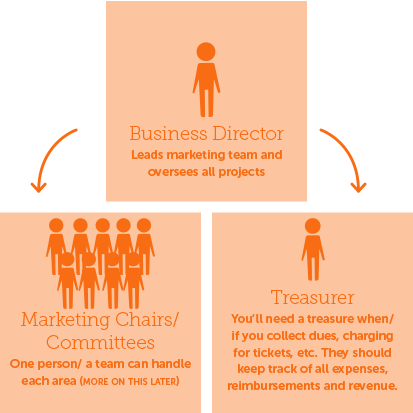 Business Director
Leads marketing team and
oversees all projects
Marketing Chairs/
Committees
One person/ a team can handle
each area (MORE ON THIS LATER)
Treasurer
You'll need a treasure when/
if you collect dues, charging
for tickets, etc. They should
keep track of all expenses,
reimbursements and revenue.